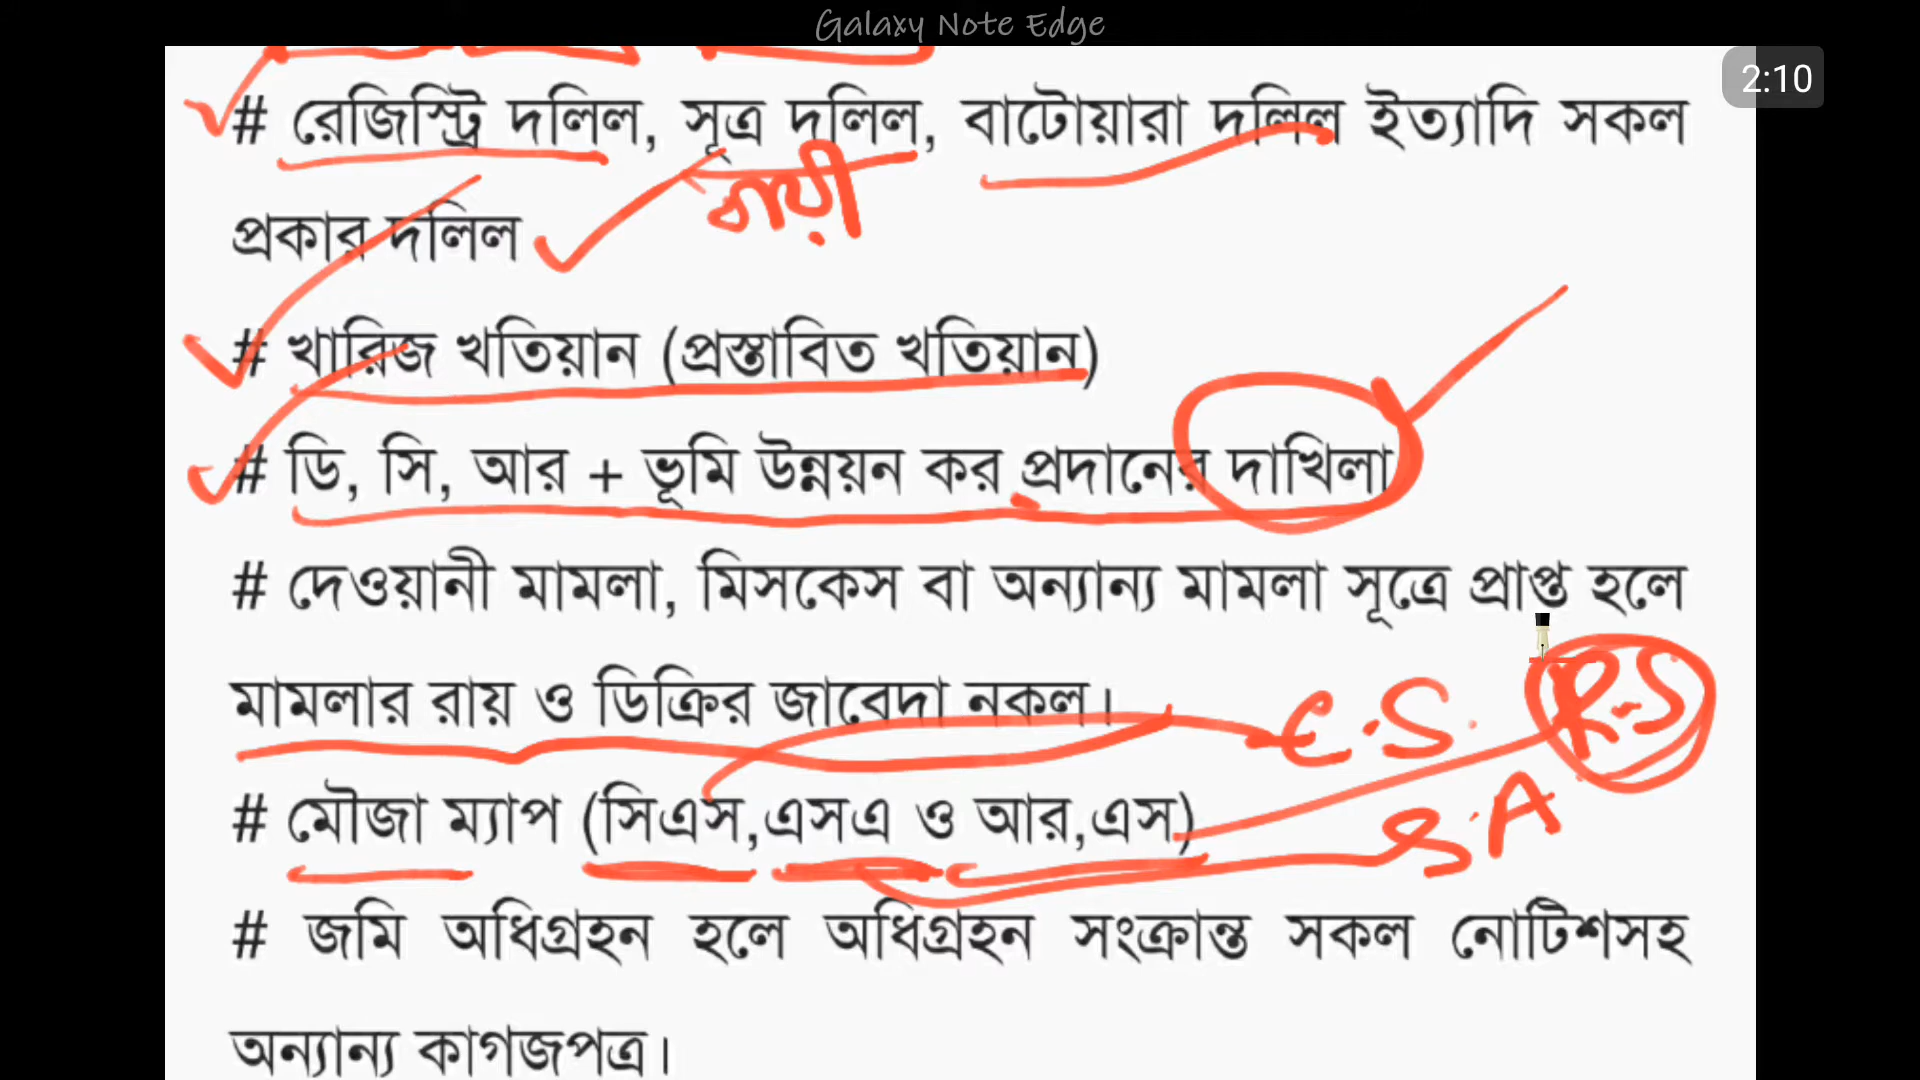 Galaxy Note Edge
2:10
# রেজিস্ট্রি দলিল, সূত্র দলিল, বাটোয়ারা দলিল ইত্যাদি সকল
বায়ী
প্রকার দলিল
# খারিজ খতিয়ান (প্রস্তাবিত খতিয়ান)
# ডি, সি, আর + ভূমি উন্নয়ন কর প্রদানের দাখিলা
# দেওয়ানী মামলা, মিসকেস বা অন্যান্য মামলা সূত্রে প্রাপ্ত হলে
মামলার রায় ও ডিক্রির জাবেদা নকল।
C.S. R-S
# মৌজা ম্যাপ (সিএস,এসএ ও আর,এস)
S.A
# জমি অধিগ্রহন হলে অধিগ্রহন সংক্রান্ত সকল নোটিশসহ
অন্যান্য কাগজপত্র।